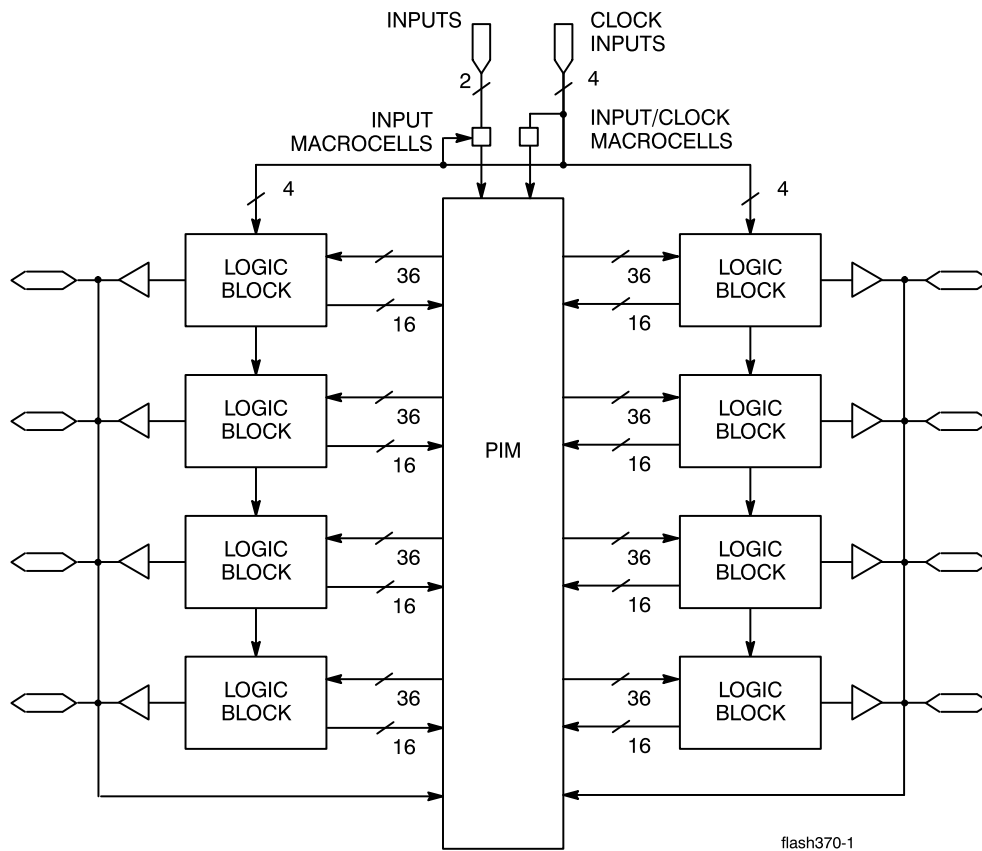 INPUTS
CLOCK
INPUTS
2
4
INPUT
MACROCELLS
INPUT/CLOCK
MACROCELLS
4
4
LOGIC
BLOCK
36
16
36
16
LOGIC
BLOCK
LOGIC
BLOCK
36
16
36
16
LOGIC
BLOCK
PIM
LOGIC
BLOCK
36
16
36
16
LOGIC
BLOCK
LOGIC
BLOCK
36
16
36
16
LOGIC
BLOCK
flash370-1